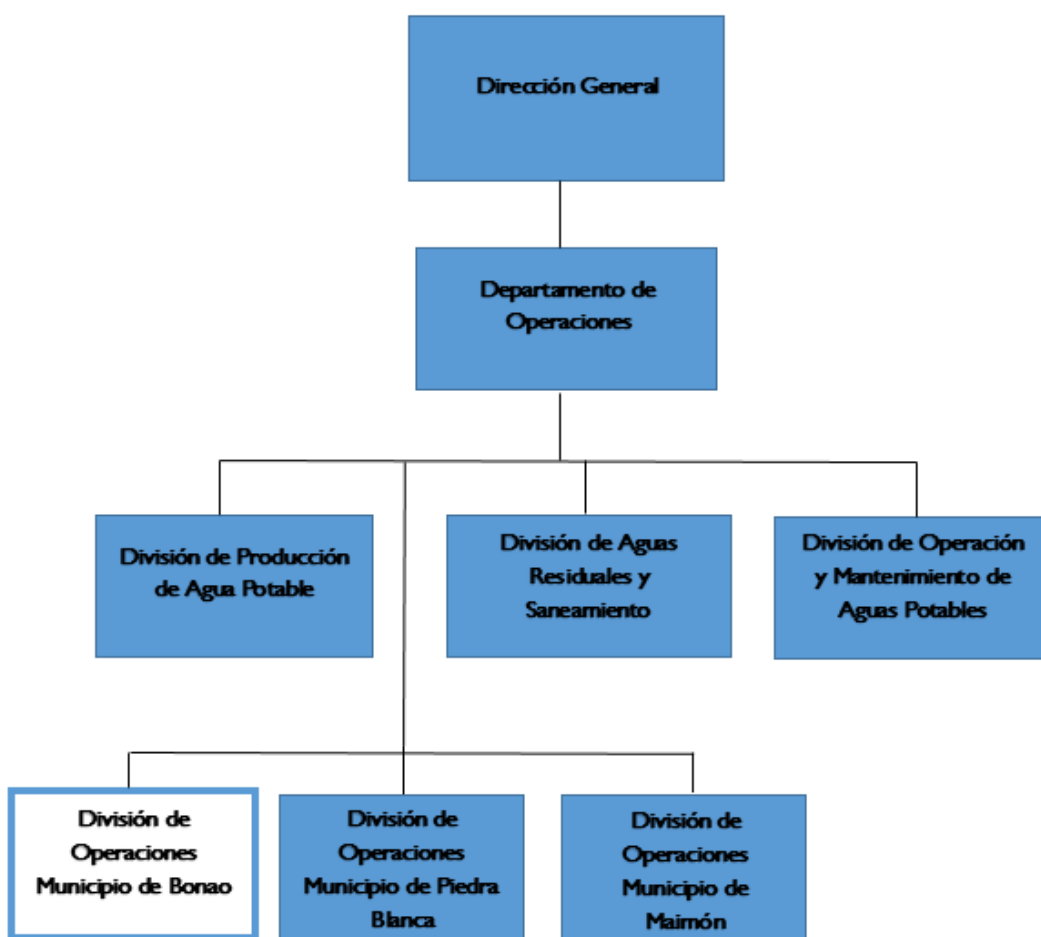 Dirección General
Departamento de
Operaciones
División de Producción
de Agua Potable
División de Aguas
Residuales y
Saneamiento
División de Operación
y Mantenimiento de
Aguas Potables
División de
Operaciones
Municipio de Bonao
División de
Operaciones
Municipio de Piedra
Blanca
División de
Operaciones
Municipio de
Maimón